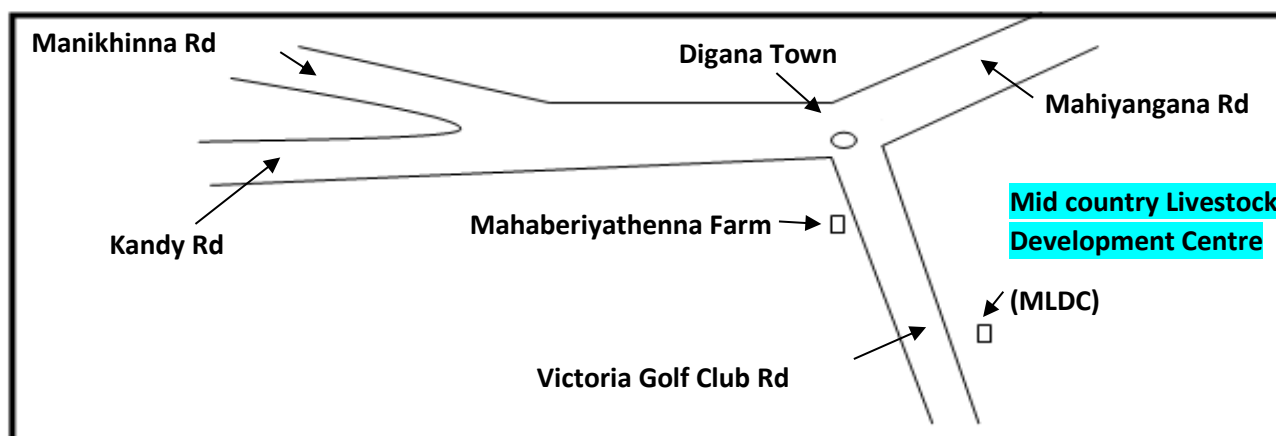 Manikhinna Rd
Digana Town
Mahiyangana Rd
Mid country Livestock
Development Centre
Mahaberiyathenna Farm
Kandy Rd
(MLDC)
Victoria Golf Club Rd